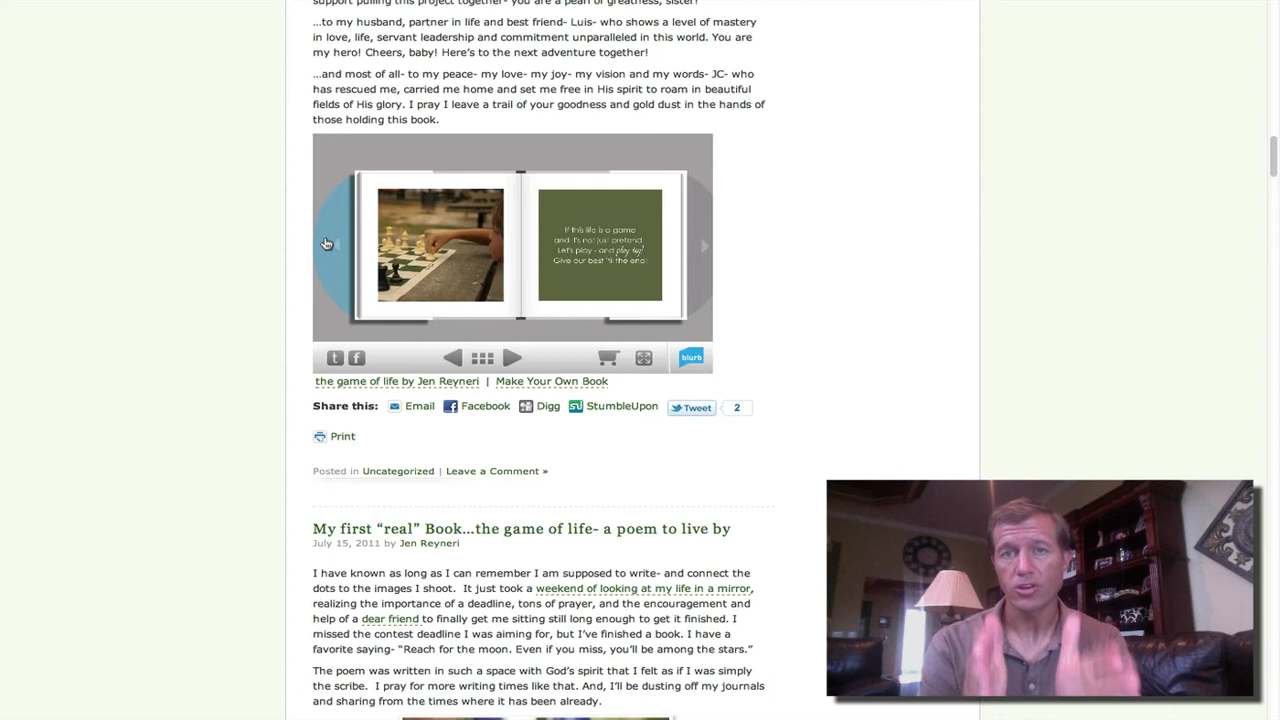 support pulling this project together- you are a pearl of greatness, sister!
…to my husband, partner in life and best friend- Luis- who shows a level of mastery
in love, life, servant leadership and commitment unparalleled in this world. You are
my hero! Cheers, baby! Here’s to the next adventure together!
…and most of all- to my peace- my love- my joy- my vision and my words- JC- who
has rescued me, carried me home and set me free in His spirit to roam in beautiful
fields of His glory. I pray I leave a trail of your goodness and gold dust in the hands of
those holding this book.
If this life is a game
and it's not just pretend
Let's play - and play big!
Give our best 'til the end.
t f
blurb
the game of life by Jen Reyneri | Make Your Own Book
Share this: Email Facebook Digg StumbleUpon Tweet 2
Print
Posted in Uncategorized | Leave a Comment »
My first “real” Book…the game of life- a poem to live by
July 15, 2011 by Jen Reyneri
I have known as long as I can remember I am supposed to write- and connect the
dots to the images I shoot. It just took a weekend of looking at my life in a mirror,
realizing the importance of a deadline, tons of prayer, and the encouragement and
help of a dear friend to finally get me sitting still long enough to get it finished. I
missed the contest deadline I was aiming for, but I’ve finished a book. I have a
favorite saying- “Reach for the moon. Even if you miss, you’ll be among the stars.”
The poem was written in such a space with God’s spirit that I felt as if I was simply
the scribe. I pray for more writing times like that. And, I’ll be dusting off my journals
and sharing from the times where it has been already.